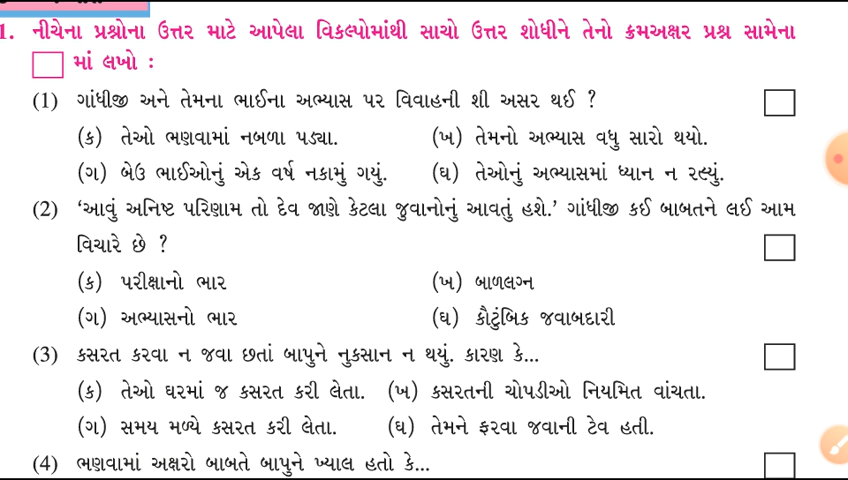 1. નીચેના પ્રશ્નોના ઉત્તર માટે આપેલા વિકલ્પોમાંથી સાચો ઉત્તર શોધીને તેનો ક્રમઅક્ષર પ્રશ્ન સામેના
માં લખો :
(1) ગાંધીજી અને તેમના ભાઈના અભ્યાસ પર વિવાહની શી અસર થઈ ?
(ક) તેઓ ભણવામાં નબળા પડ્યા. (ખ) તેમનો અભ્યાસ વધુ સારો થયો.
(ગ) બેઉ ભાઈઓનું એક વર્ષ નકામું ગયું. (ઘ) તેઓનું અભ્યાસમાં ધ્યાન ન રહ્યું.
(2) ‘આવું અનિષ્ટ પરિણામ તો દેવ જાણે કેટલા જુવાનોનું આવતું હશે.’ ગાંધીજી કઈ બાબતને લઈ આમ
વિચારે છે ?
(ક) પરીક્ષાનો ભાર (ખ) બાળલગ્ન
(ગ) અભ્યાસનો ભાર (ઘ) કૌટુંબિક જવાબદારી
(3) કસરત કરવા ન જવા છતાં બાપુને નુકસાન ન થયું. કારણ કે...
(ક) તેઓ ઘરમાં જ કસરત કરી લેતા. (ખ) કસરતની ચોપડીઓ નિયમિત વાંચતા.
(ગ) સમય મળ્યે કસરત કરી લેતા. (ઘ) તેમને ફરવા જવાની ટેવ હતી.
(4) ભણવામાં અક્ષરો બાબતે બાપુને ખ્યાલ હતો કે...